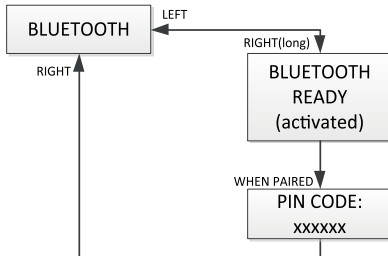 LEFT
BLUETOOTH
RIGHT(long)
RIGHT
BLUETOOTH
READY
(activated)
WHEN PAIRED
PIN CODE:
xxxxxx